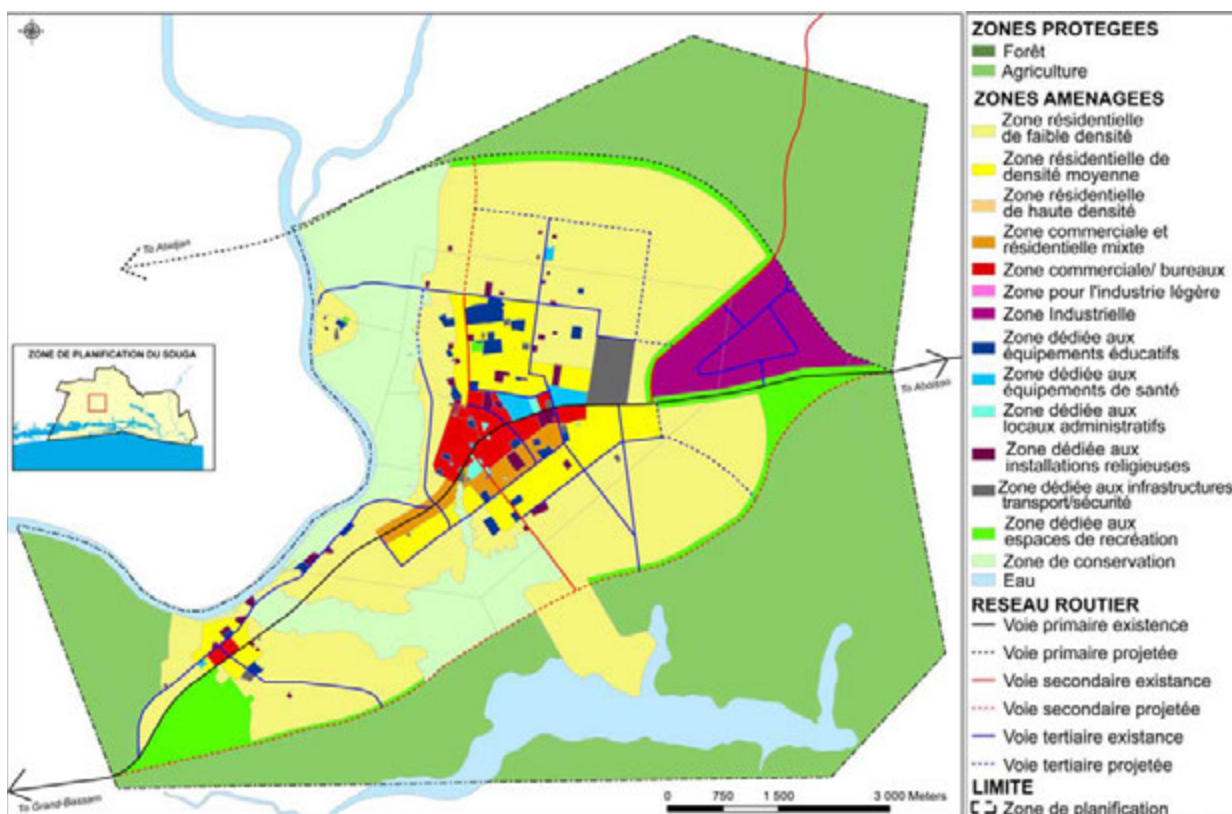 To Abidjan
ZONE DE PLANIFICATION DU SDUGA
To Aboisso
To Grand-Bassam
0 750 1 500 3 000 Meters
ZONES PROTEGEES
Forêt
Agriculture
ZONES AMENAGEES
Zone résidentielle
de faible densité
Zone résidentielle de
densité moyenne
Zone résidentielle
de haute densité
Zone commerciale et
résidentielle mixte
Zone commerciale/ bureaux
Zone pour l'industrie légère
Zone Industrielle
Zone dédiée aux
équipements éducatifs
Zone dédiée aux
équipements de santé
Zone dédiée aux
locaux administratifs
Zone dédiée aux
installations religieuses
Zone dédiée aux infrastructures
transport/sécurité
Zone dédiée aux
espaces de recréation
Zone de conservation
Eau
RESEAU ROUTIER
Voie primaire existence
Voie primaire projetée
Voie secondaire existance
Voie secondaire projetée
Voie tertiaire existance
Voie tertiaire projetée
LIMITE
Zone de planification